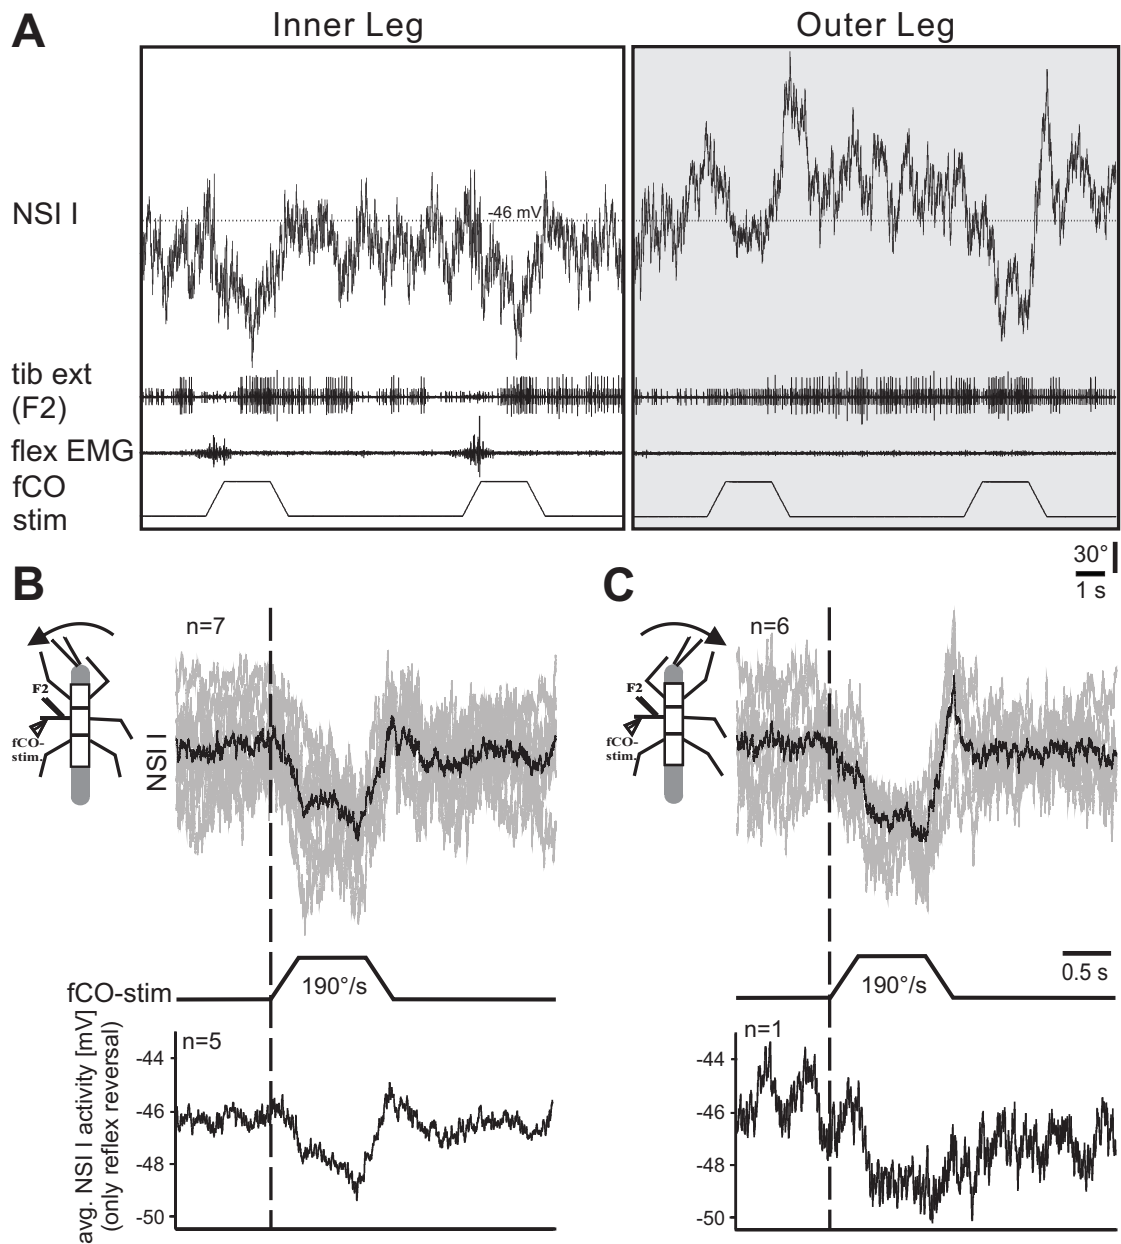 A
Inner Leg
Outer Leg
NSI I
-46 mV
tib ext
(F2)
flex EMG
fCO
stim
30°
1 s
B
n=7
F2
fCO-
stim.
NSI I
C
n=6
F2
fCO-
stim.
fCO-stim
190°/s
190°/s
0.5 s
avg. NSI I activity [mV]
(only reflex reversal)
n=5
-44
-46
-48
-50
n=1
-44
-46
-48
-50